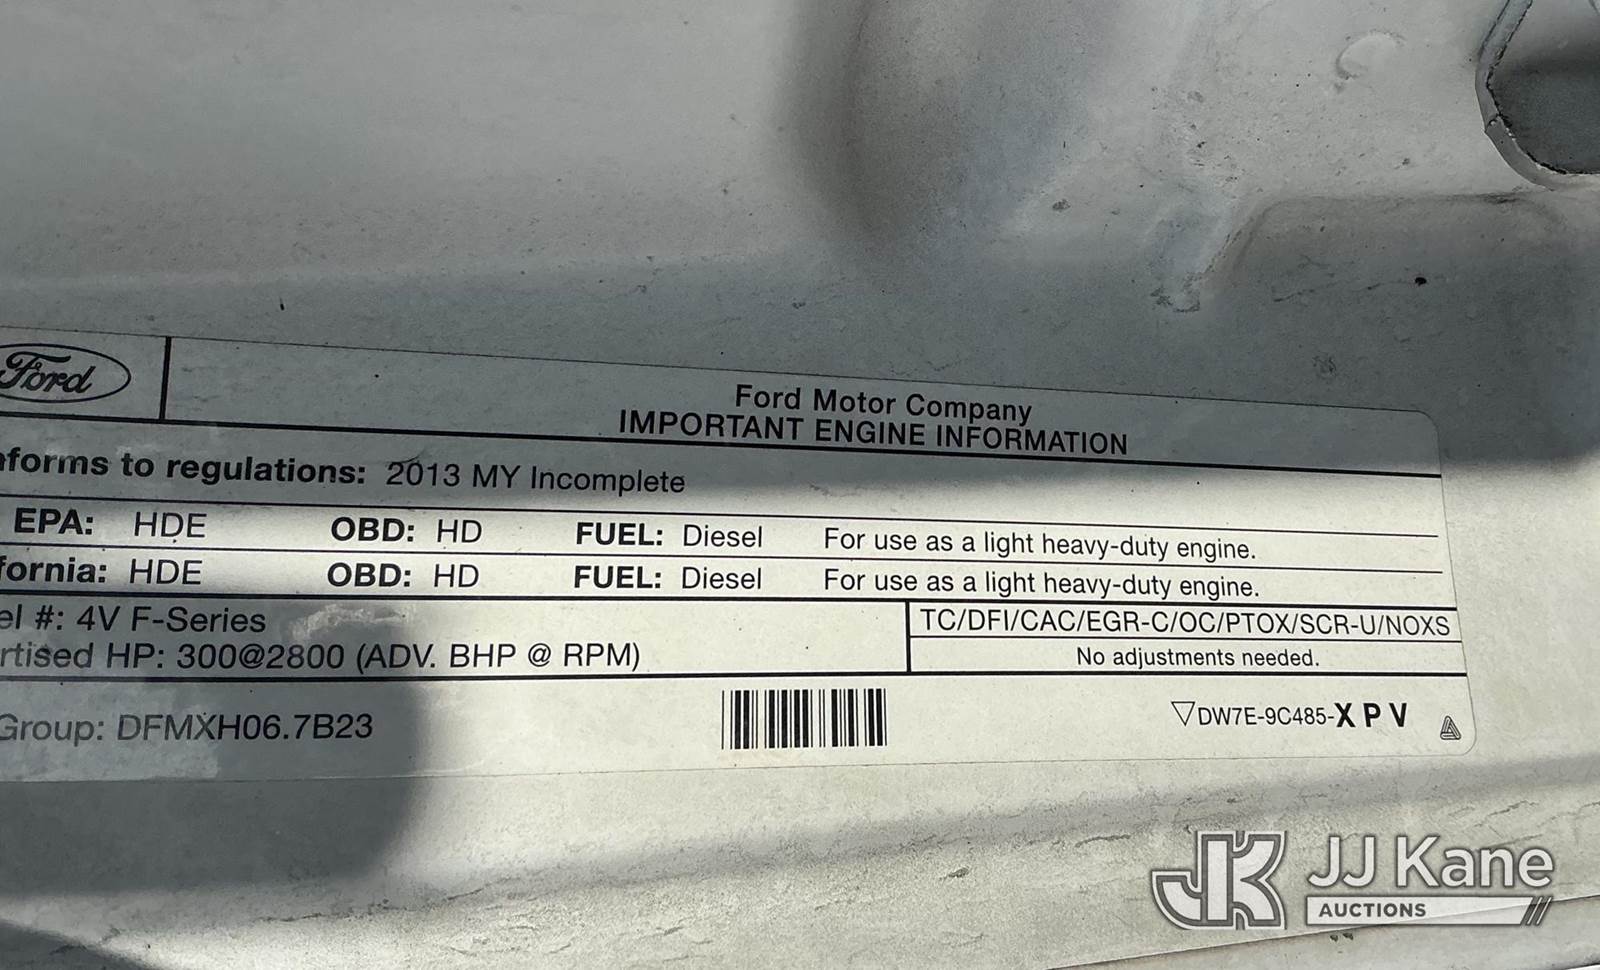 Ford
Ford Motor Company
IMPORTANT ENGINE INFORMATION
nforms to regulations: 2013 MY Incomplete
EPA: HDE OBD: HD FUEL: Diesel For use as a light heavy-duty engine.
fornia: HDE OBD: HD FUEL: Diesel For use as a light heavy-duty engine.
el #: 4V F-Series
TC/DFI/CAC/EGR-C/OC/PTOX/SCR-U/NOXS
rtised HP: 300@2800 (ADV. BHP @ RPM)
No adjustments needed.
Group: DFMXH06.7B23
DW7E-9C485-XPV
JK JJ Kane
AUCTIONS